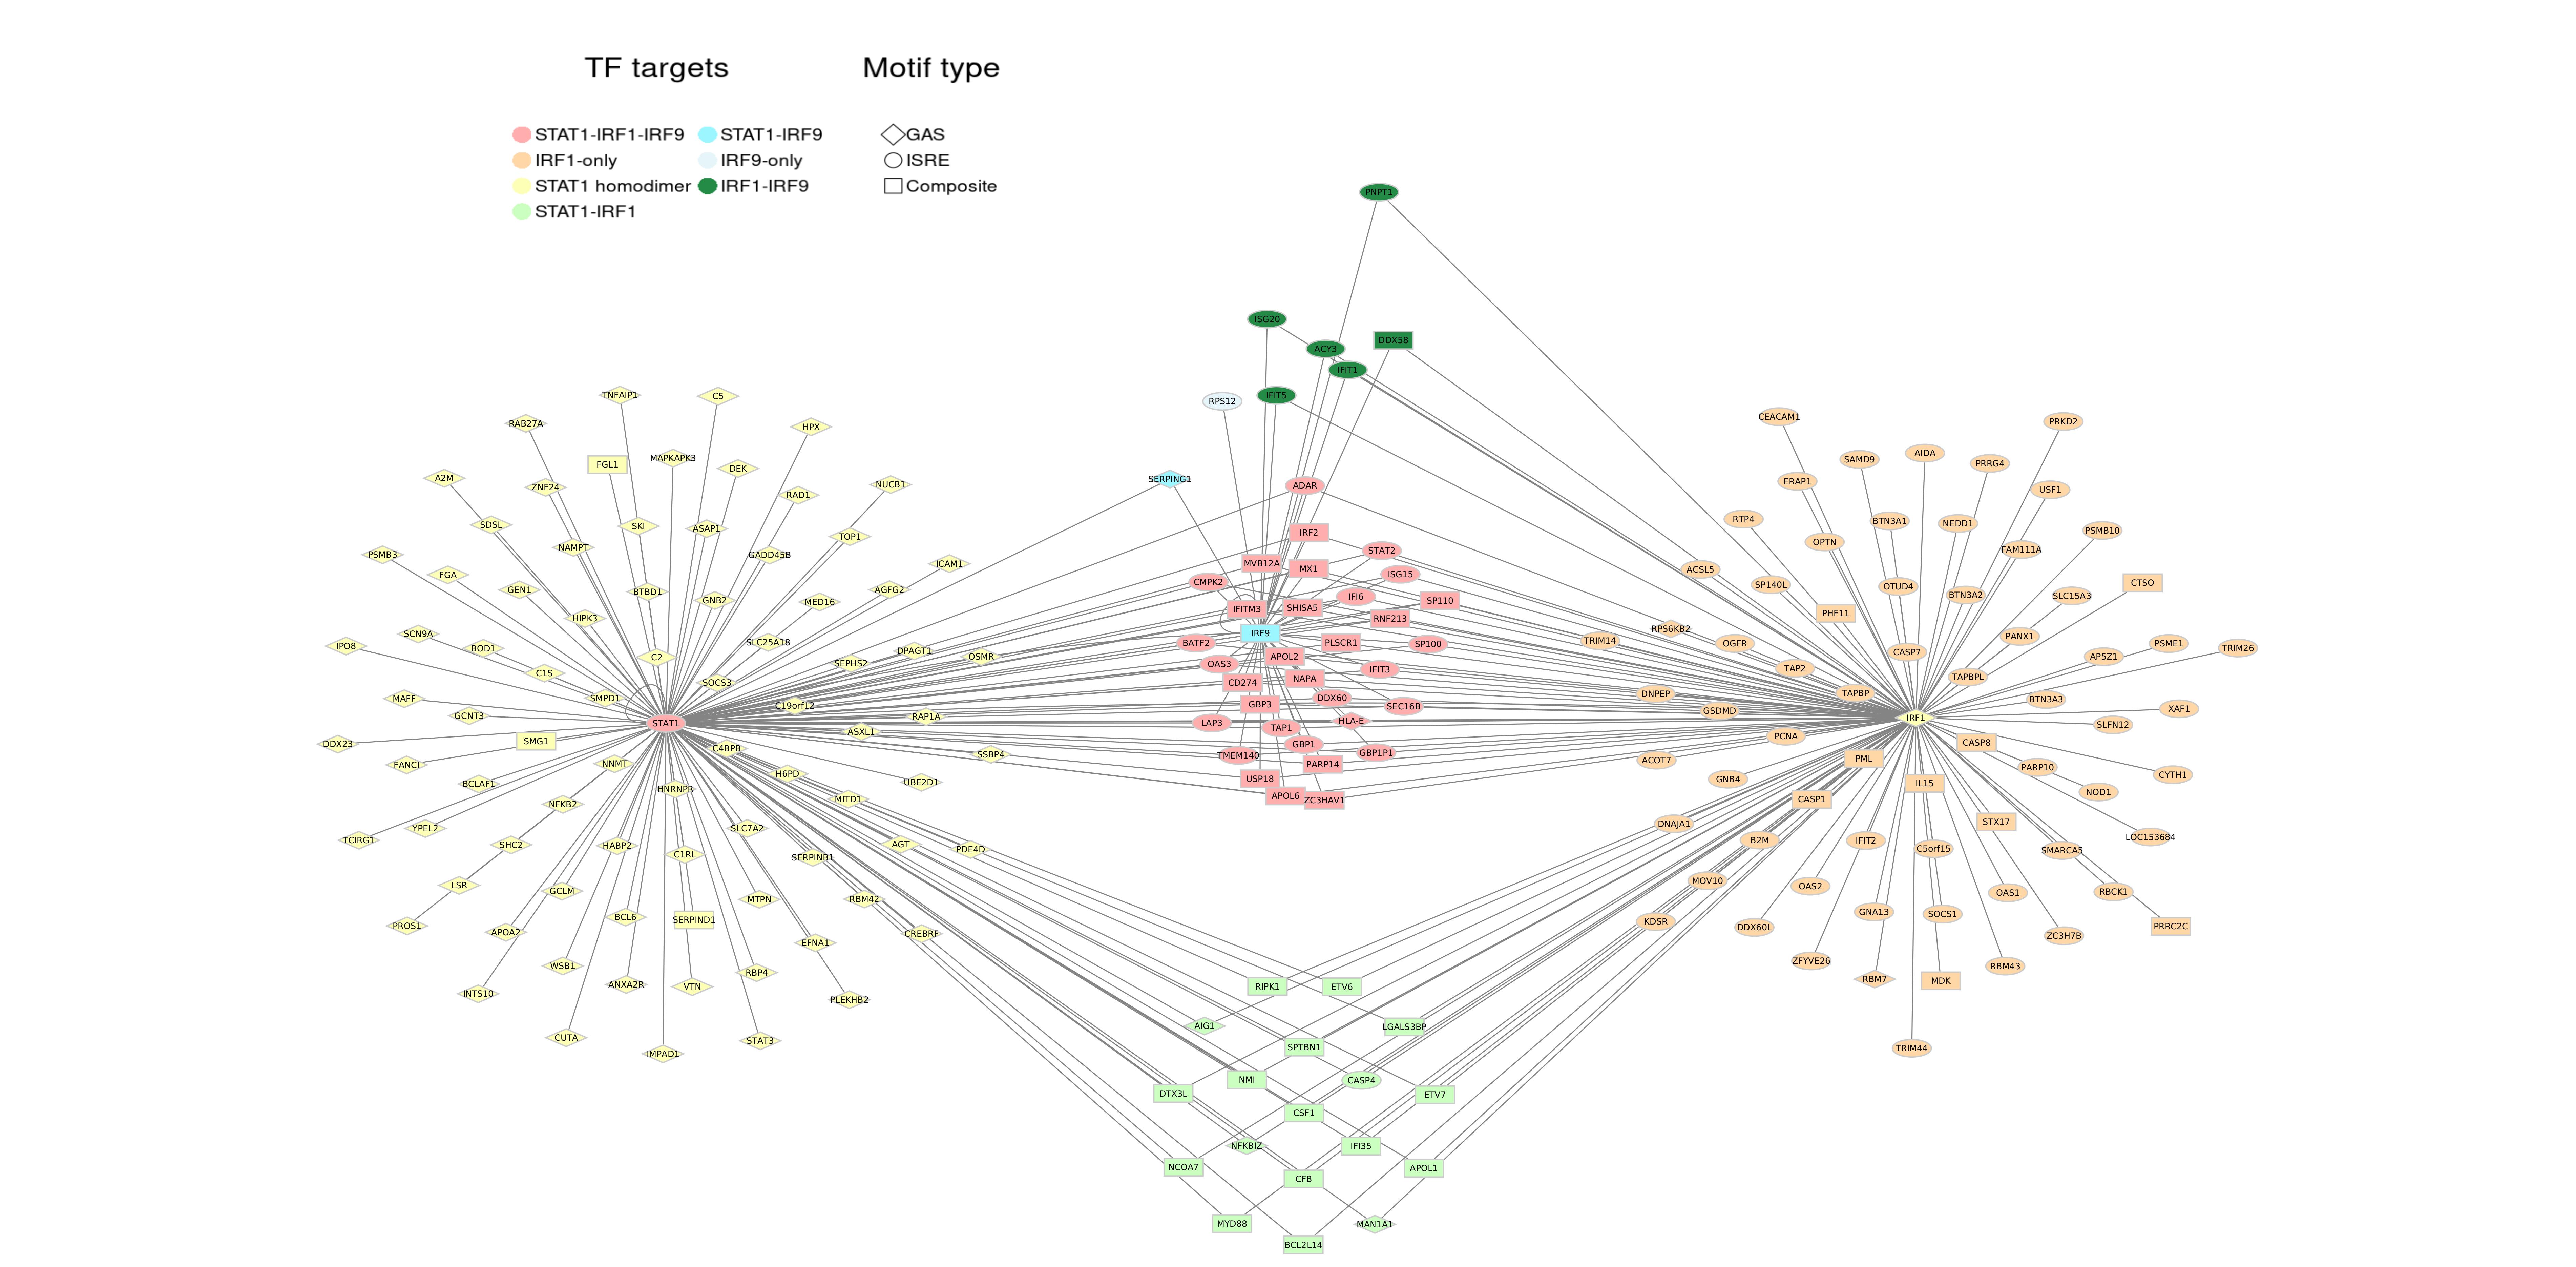 TF targets
Motif type
STAT1-IRF1-IRF9
STAT1-IRF9
GAS
IRF1-only
IRF9-only
ISRE
STAT1 homodimer
IRF1-IRF9
Composite
STAT1-IRF1
PNPT1
ISG20
DDX58
ACY3
IFIT1
IFIT5
RPS12
SERPING1
ADAR
IRF2
STAT2
MVB12A
MX1
ISG15
CMPK2
IFI6
SP110
IFITM3
SHISA5
RNF213
IRF9
BATF2
PLSCR1
SP100
APOL2
OAS3
IFIT3
CD274
NAPA
DDX60
GBP3
SEC16B
LAP3
HLA-E
TAP1
GBP1
TMEM140
GBP1P1
PARP14
USP18
APOL6
ZC3HAV1
TNFAIP1
C5
RAB27A
HPX
FGL1
MAPKAPK3
DEK
A2M
ZNF24
RAD1
NUCB1
SDSL
SKI
ASAP1
TOP1
PSMB3
NAMPT
GADD45B
ICAM1
FGA
GEN1
BTBD1
GNB2
AGFG2
MED16
HIPK3
SCN9A
IPO8
BOD1
C2
SLC25A18
DPAGT1
SEPHS2
OSMR
C1S
SOCS3
MAFF
SMPD1
C19orf12
GCNT3
STAT1
RAP1A
ASXL1
DDX23
SMG1
C4BPB
SSBP4
FANCI
NNMT
H6PD
BCLAF1
HNRNPR
UBE2D1
NFKB2
MITD1
TCIRG1
YPEL2
SLC7A2
SHC2
HABP2
C1RL
SERPINB1
AGT
PDE4D
LSR
GCLM
MTPN
RBM42
PROS1
APOA2
BCL6
SERPIND1
EFNA1
CREBRF
WSB1
RBP4
INTS10
ANXA2R
VTN
PLEKHB2
CUTA
IMPAD1
STAT3
CEACAM1
PRKD2
SAMD9
AIDA
PRRG4
ERAP1
USF1
RTP4
BTN3A1
NEDD1
PSMB10
OPTN
FAM111A
ACSL5
SP140L
OTUD4
BTN3A2
CTSO
SLC15A3
PHF11
RPS6KB2
TRIM14
OGFR
CASP7
PANX1
PSME1
TRIM26
AP5Z1
TAP2
TAPBPL
DNPEP
TAPBP
BTN3A3
GSDMD
XAF1
IRF1
SLFN12
PCNA
CASP8
ACOT7
PML
PARP10
CYTH1
GNB4
IL15
NOD1
CASP1
DNAJA1
STX17
LOC153684
B2M
IFIT2
C5orf15
SMARCA5
MOV10
OAS2
OAS1
RBCK1
KDSR
GNA13
SOCS1
DDX60L
ZC3H7B
PRRC2C
ZFYVE26
RBM7
MDK
RBM43
TRIM44
RIPK1
ETV6
AIG1
LGALS3BP
SPTBN1
NMI
CASP4
DTX3L
ETV7
CSF1
NFKBIZ
IFI35
NCOA7
APOL1
CFB
MYD88
MAN1A1
BCL2L14